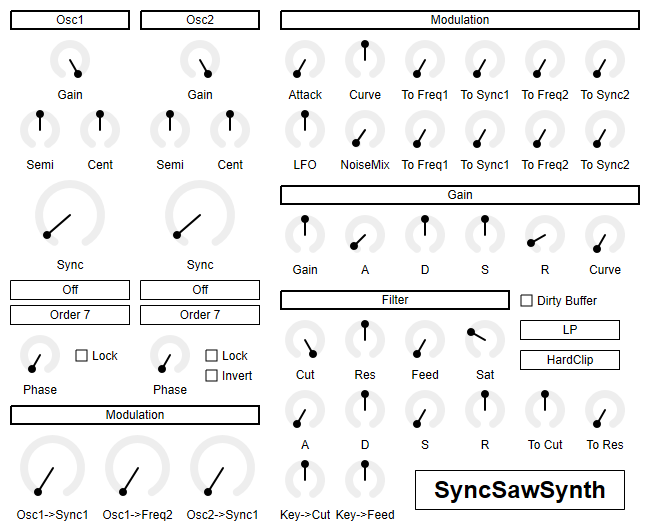 Osc1 Osc2 Modulation
Gain Gain Attack Curve To Freq1 To Sync1 To Freq2 To Sync2
Semi Cent Semi Cent LFO NoiseMix To Freq1 To Sync1 To Freq2 To Sync2
Gain
Sync Sync Gain A D S R Curve
Off Off Filter Dirty Buffer
Order 7 Order 7 LP
Lock Lock HardClip
Phase Phase Invert Cut Res Feed Sat
Modulation
A D S R To Cut To Res
SyncSawSynth
Osc1->Sync1 Osc1->Freq2 Osc2->Sync1 Key->Cut Key->Feed